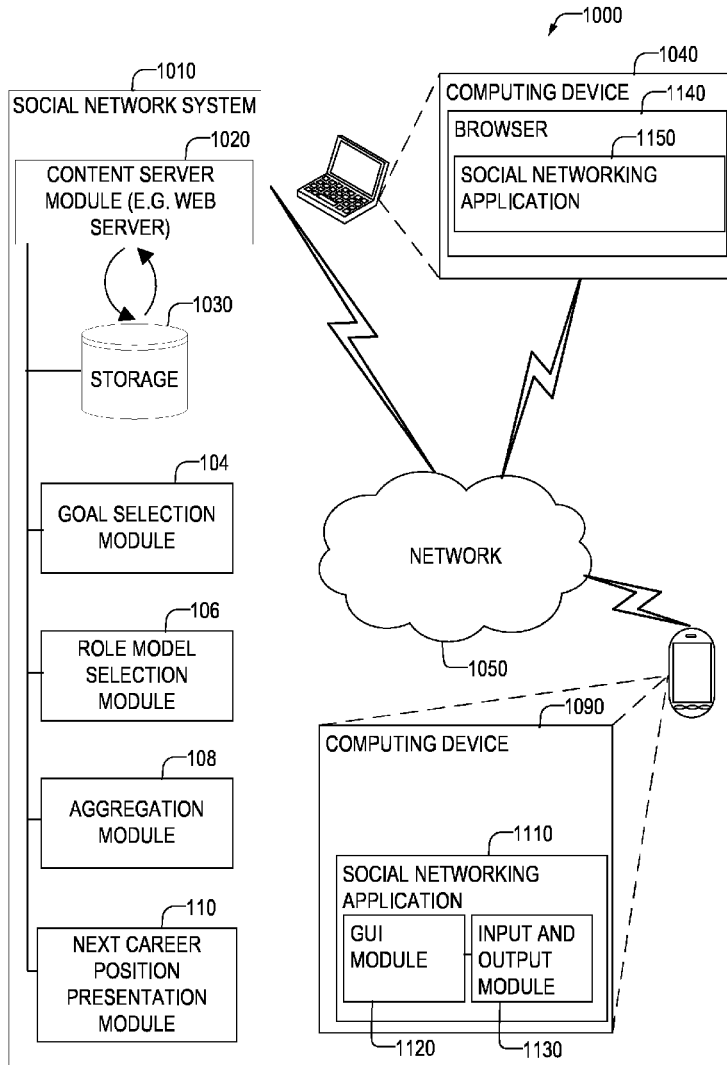 1000
1010
SOCIAL NETWORK SYSTEM
1020
CONTENT SERVER
MODULE (E.G. WEB
SERVER)
1030
STORAGE
104
GOAL SELECTION
MODULE
106
ROLE MODEL
SELECTION
MODULE
108
AGGREGATION
MODULE
110
NEXT CAREER
POSITION
PRESENTATION
MODULE
1040
COMPUTING DEVICE
1140
BROWSER
1150
SOCIAL NETWORKING
APPLICATION
NETWORK
1050
1090
COMPUTING DEVICE
1110
SOCIAL NETWORKING
APPLICATION
GUI
MODULE
INPUT AND
OUTPUT
MODULE
1120
1130